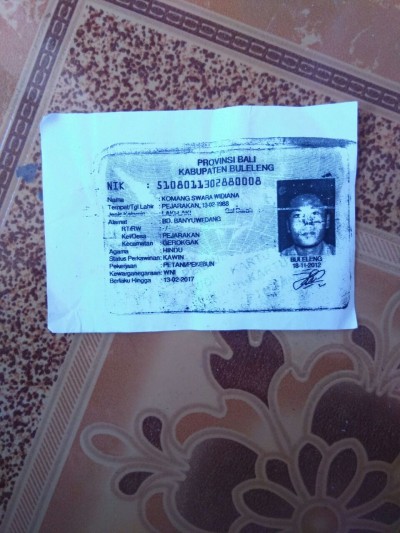 PROVINSI BALI
KABUPATEN BULELENG
NIK : 5108011302880008
Nama : KOMANG SWARA WIDIANA
Tempat/Tgl Lahir : PEJARAKAN, 13-02-1988
Jenis Kelamin : LAKI-LAKI Gol Darah
Alamat : BD. BANYUWEDANG
RT/RW : -/
Kel/Desa : PEJARAKAN
Kecamatan : GEROKGAK
Agama : HINDU
Status Perkawinan : KAWIN
Pekerjaan : PETANI/PEKEBUN
Kewarganegaraan : WNI
Berlaku Hingga : 13-02-2017
BULELENG
18-11-2012